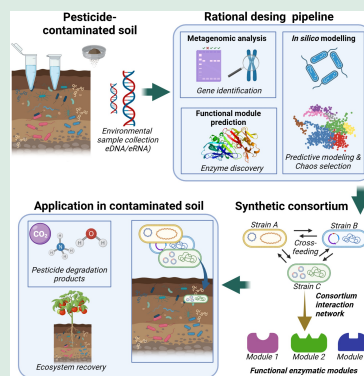 Pesticide-
contaminated soil
Environmental
sample collection
eDNA/eRNA)
Rational desing pipeline
Metagenomic analysis
Gene identification
In silico modelling
Functional module
prediction
Enzyme discovery
Predictive modeling &
Chaos selection
Synthetic consortium
Strain A
Strain B
Cross-
feeding
Strain C
Consortium
interaction
network
Module 1
Module 2
Module
Functional enzymatic modules
Application in contaminated soil
CO₂
Pesticide degradation
products
Ecosystem recovery